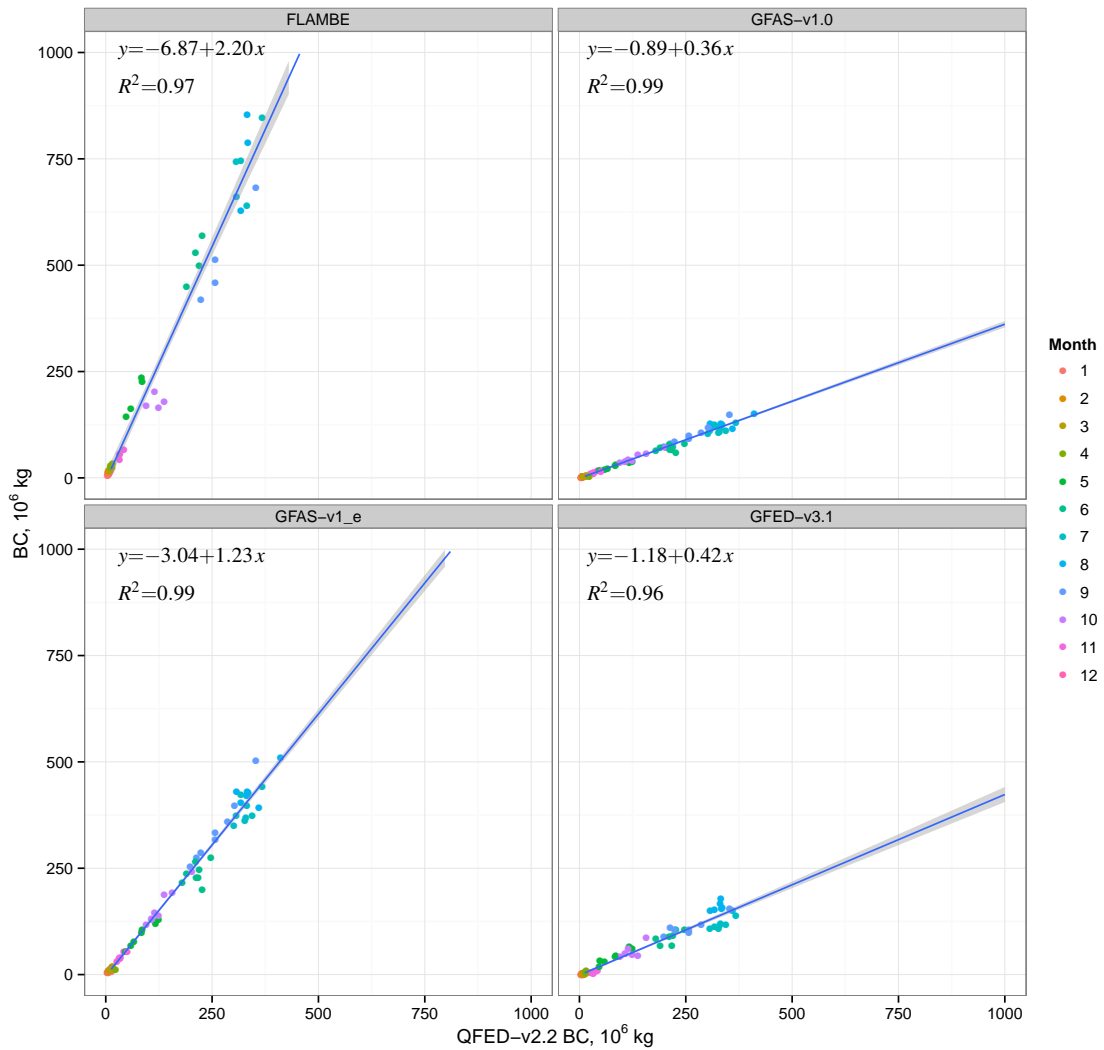 FLAMBE
GFAS−v1.0
y=−6.87+2.20x
R²=0.97
y=−0.89+0.36x
R²=0.99
1000
750
500
250
0
GFAS−v1_e
GFED−v3.1
y=−3.04+1.23x
R²=0.99
y=−1.18+0.42x
R²=0.96
1000
750
500
250
0
0 250 500 750 1000
0 250 500 750 1000
QFED−v2.2 BC, 10⁶ kg
BC, 10⁶ kg
Month
1
2
3
4
5
6
7
8
9
10
11
12